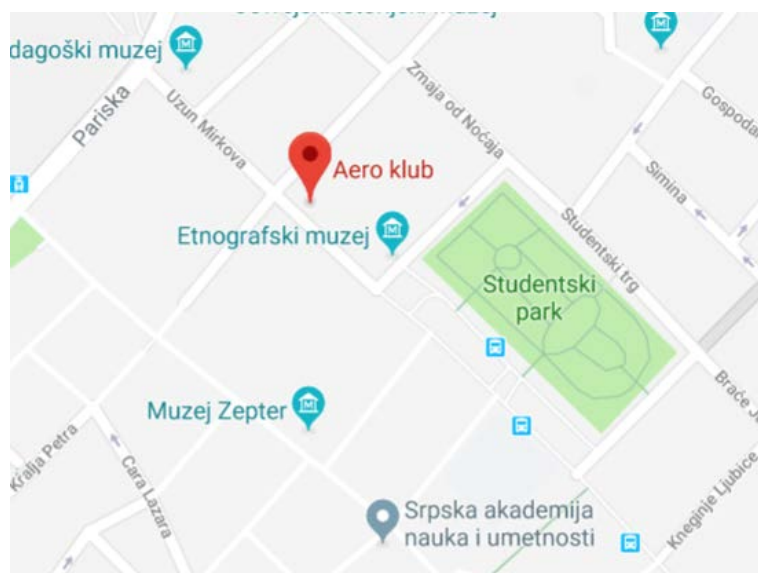 dagoški muzej
Pariska
Uzun Mirkova
Zmaja od Noćaja
Gospodar
Simina
Aero klub
Etnografski muzej
Studentski trg
Studentski
park
Muzej Zepter
Braće J
Kralja Petra
Cara Lazara
Kneginje Ljubice
Srpska akademija
nauka i umetnosti